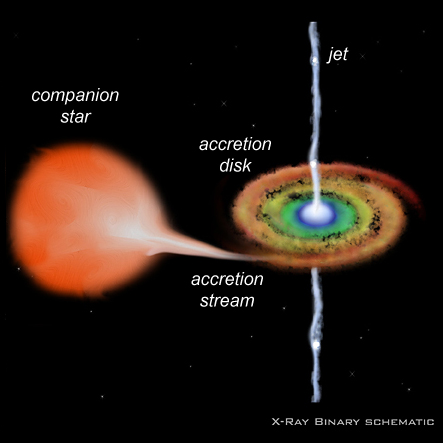 jet
companion
star
accretion
disk
accretion
stream
X-Ray Binary schematic